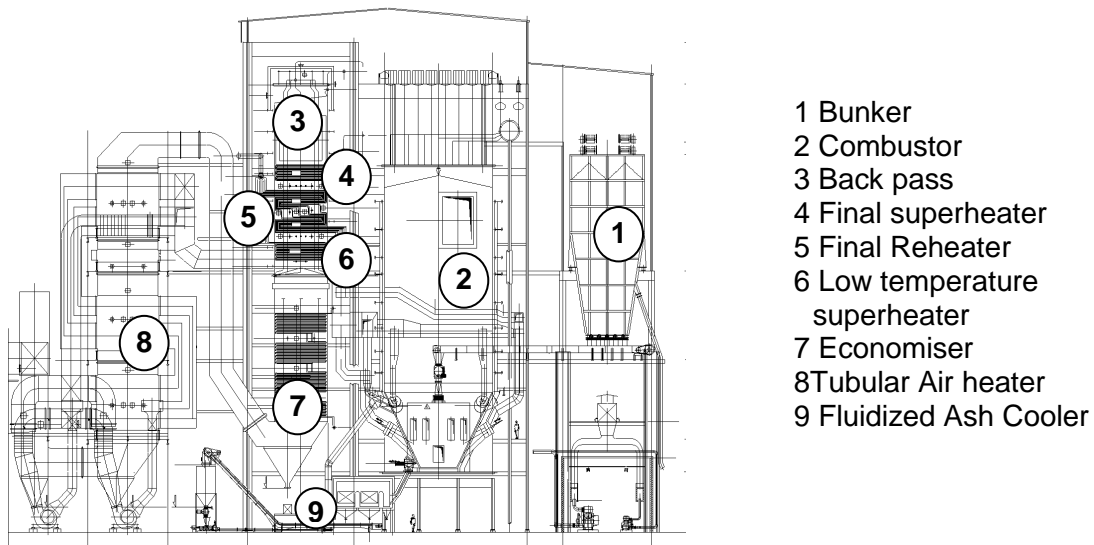 3
4
5
1
6
2
8
7
9
1 Bunker
2 Combustor
3 Back pass
4 Final superheater
5 Final Reheater
6 Low temperature
superheater
7 Economiser
8Tubular Air heater
9 Fluidized Ash Cooler